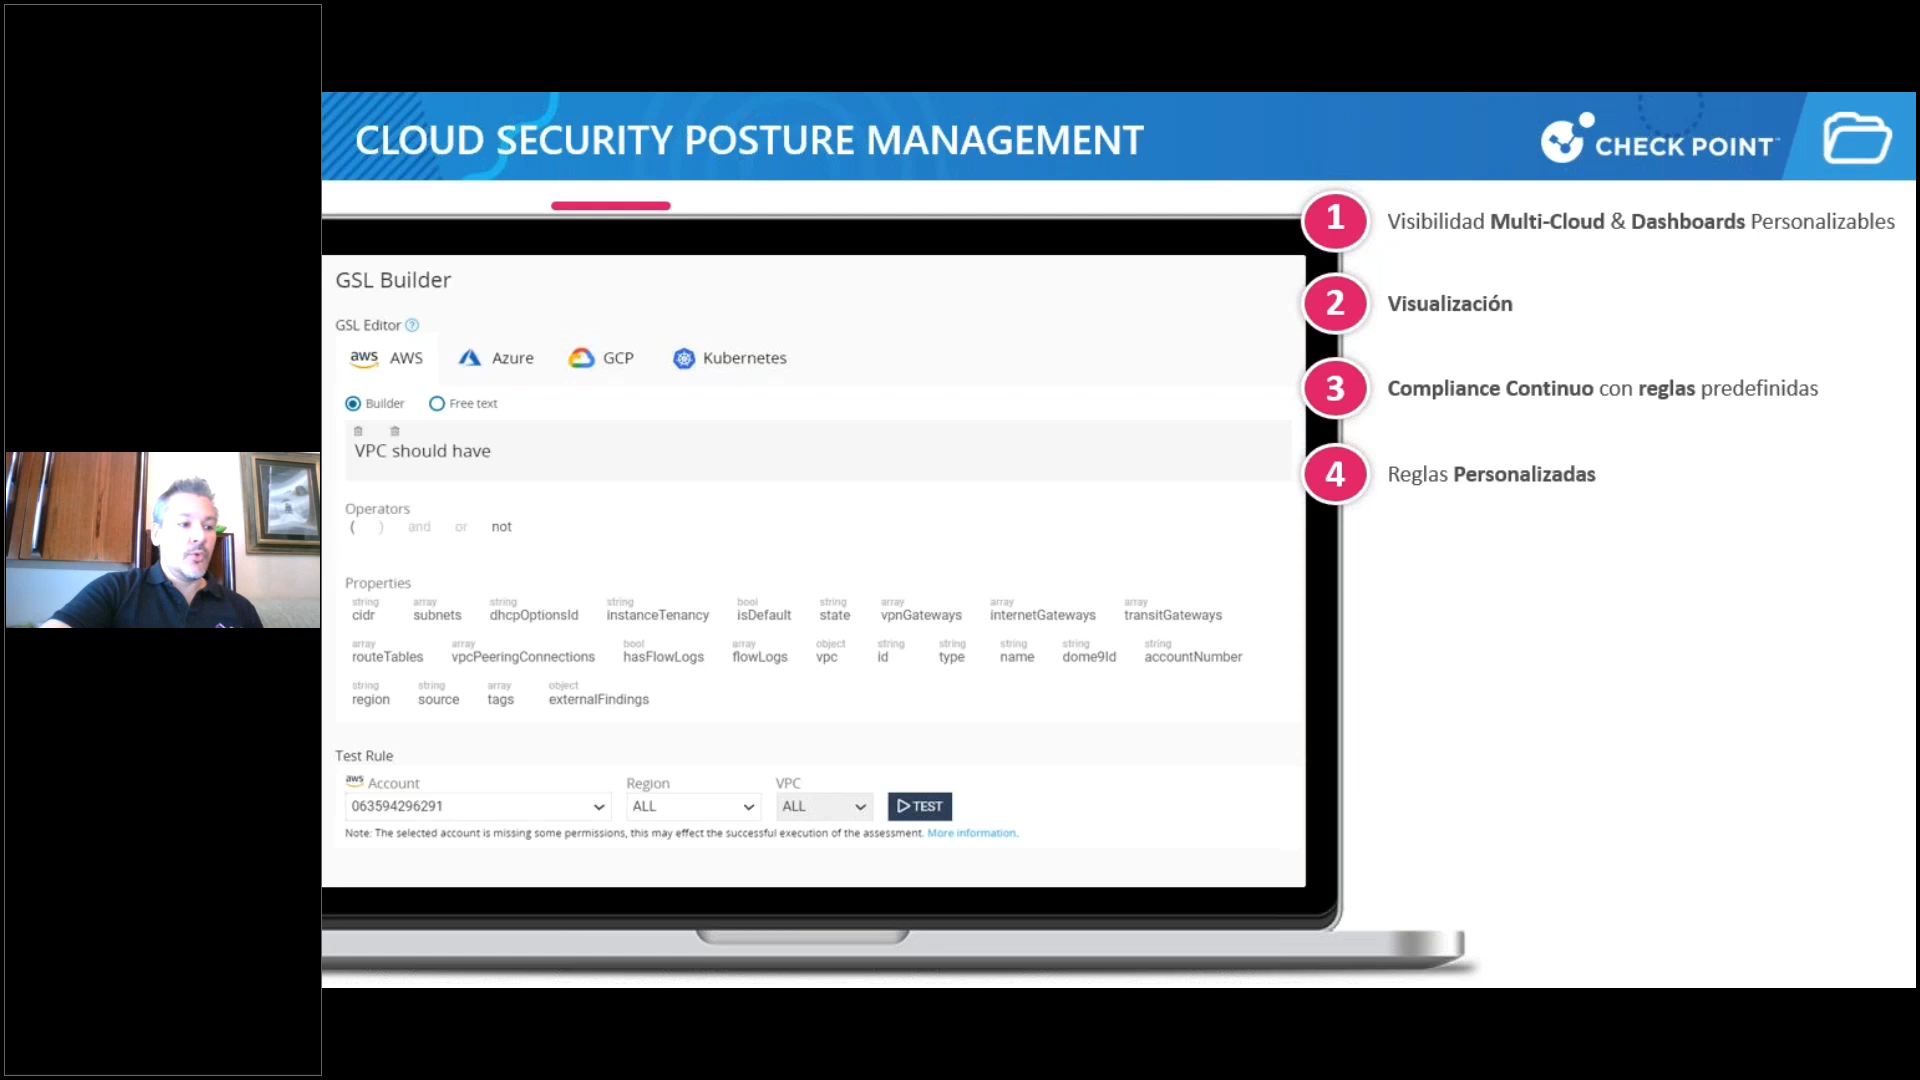 CLOUD SECURITY POSTURE MANAGEMENT
CHECK POINT
1 Visibilidad Multi-Cloud & Dashboards Personalizables
2 Visualización
3 Compliance Continuo con reglas predefinidas
4 Reglas Personalizadas
GSL Builder
GSL Editor ?
aws AWS Azure GCP Kubernetes
Builder Free text
VPC should have
Operators
( ) and or not
Properties
string array string string bool string array array array
cidr subnets dhcpOptionsId instanceTenancy isDefault state vpnGateways internetGateways transitGateways
array array bool array object string string string string string
routeTables vpcPeeringConnections hasFlowLogs flowLogs vpc id type name dome9Id accountNumber
string string array object
region source tags externalFindings
Test Rule
aws Account Region VPC
063594296291 ALL ALL TEST
Note: The selected account is missing some permissions, this may effect the successful execution of the assessment. More information.